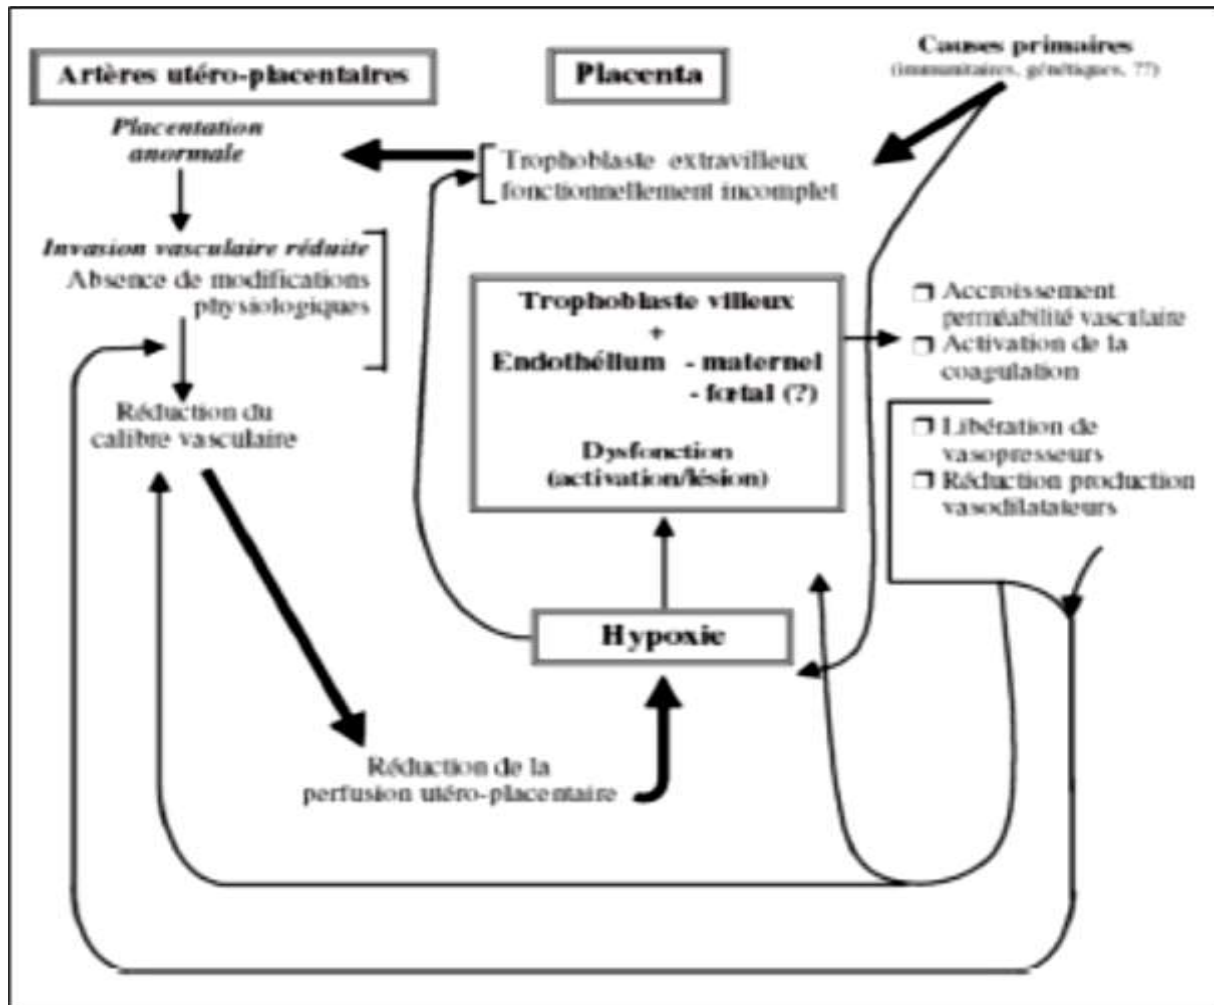 Artères utéro-placentaires
Placenta
Causes primaires
(immunitaires, génétiques, ??)
Placentation
anormale
Trophoblaste extravilleux
fonctionnellement incomplet
Invasion vasculaire réduite
Absence de modifications
physiologiques
Trophoblaste villeux
+
Endothélium - maternel
- fœtal (?)
Dysfonction
(activation/lésion)
❒ Accroissement
perméabilité vasculaire
❒ Activation de la
coagulation
❒ Libération de
vasopresseurs
❒ Réduction production
vasodilatateurs
Réduction du
calibre vasculaire
Hypoxie
Réduction de la
perfusion utéro-placentaire